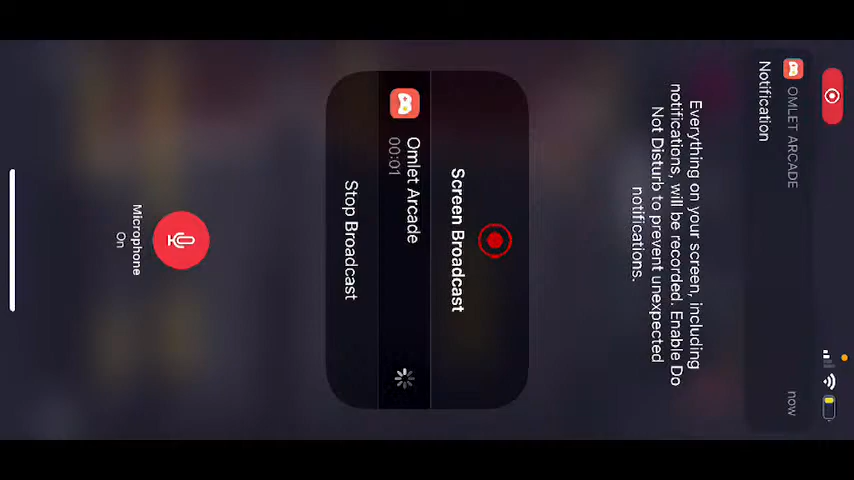 OMLET ARCADE
now
Notification
Everything on your screen, including
notifications, will be recorded. Enable Do
Not Disturb to prevent unexpected
notifications.
Screen Broadcast
Omlet Arcade
00:01
Stop Broadcast
Microphone
On